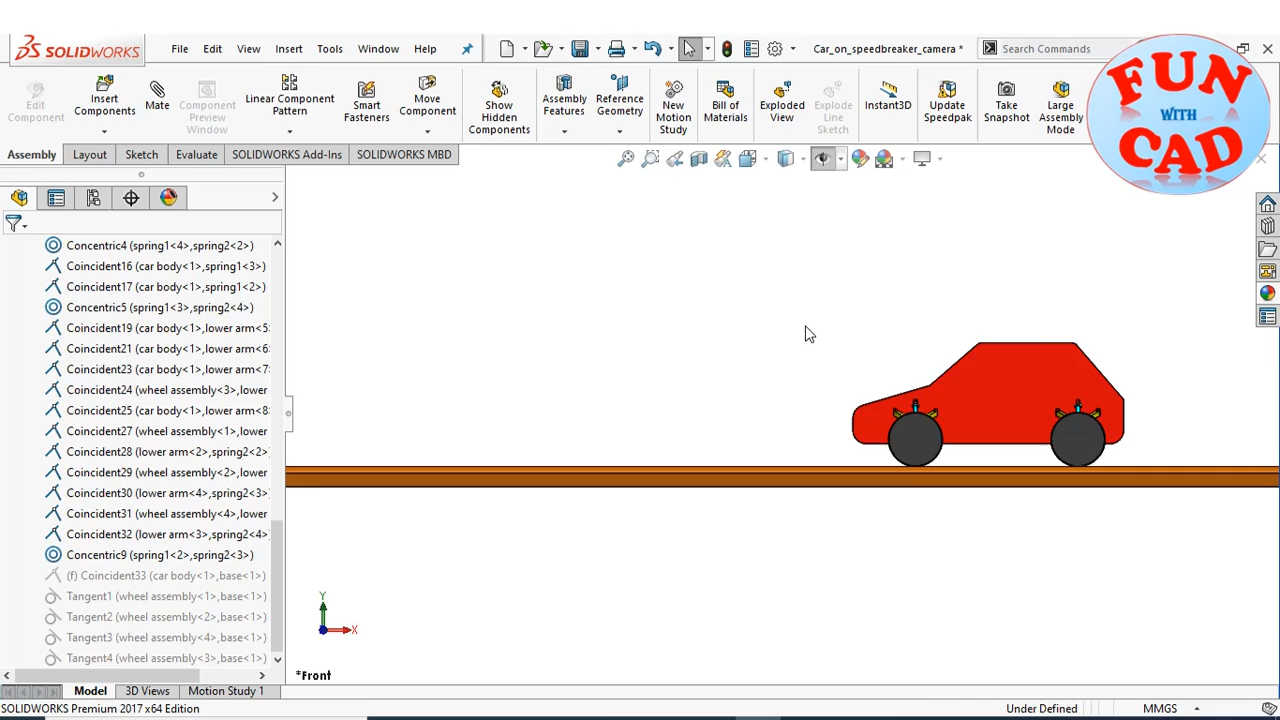 SOLIDWORKS File Edit View Insert Tools Window Help Car_on_speedbreaker_camera * Search Commands
Edit Component
Insert Components
Mate
Component Preview Window
Linear Component Pattern
Smart Fasteners
Move Component
Show Hidden Components
Assembly Features
Reference Geometry
New Motion Study
Bill of Materials
Exploded View
Explode Line Sketch
Instant3D
Update Speedpak
Take Snapshot
Large Assembly Mode
FUN
WITH
CAD
Assembly Layout Sketch Evaluate SOLIDWORKS Add-Ins SOLIDWORKS MBD
Concentric4 (spring1<4>,spring2<2>)
Coincident16 (car body<1>,spring1<3>)
Coincident17 (car body<1>,spring1<2>)
Concentric5 (spring1<3>,spring2<4>)
Coincident19 (car body<1>,lower arm<5>
Coincident21 (car body<1>,lower arm<6>
Coincident23 (car body<1>,lower arm<7>
Coincident24 (wheel assembly<3>,lower
Coincident25 (car body<1>,lower arm<8>
Coincident27 (wheel assembly<1>,lower
Coincident28 (lower arm<2>,spring2<2>)
Coincident29 (wheel assembly<2>,lower
Coincident30 (lower arm<4>,spring2<3>)
Coincident31 (wheel assembly<4>,lower
Coincident32 (lower arm<3>,spring2<4>)
Concentric9 (spring1<2>,spring2<3>)
(f) Coincident33 (car body<1>,base<1>)
Tangent1 (wheel assembly<1>,base<1>)
Tangent2 (wheel assembly<2>,base<1>)
Tangent3 (wheel assembly<4>,base<1>)
Tangent4 (wheel assembly<3>,base<1>)
Y
X
*Front
Model 3D Views Motion Study 1
SOLIDWORKS Premium 2017 x64 Edition Under Defined MMGS